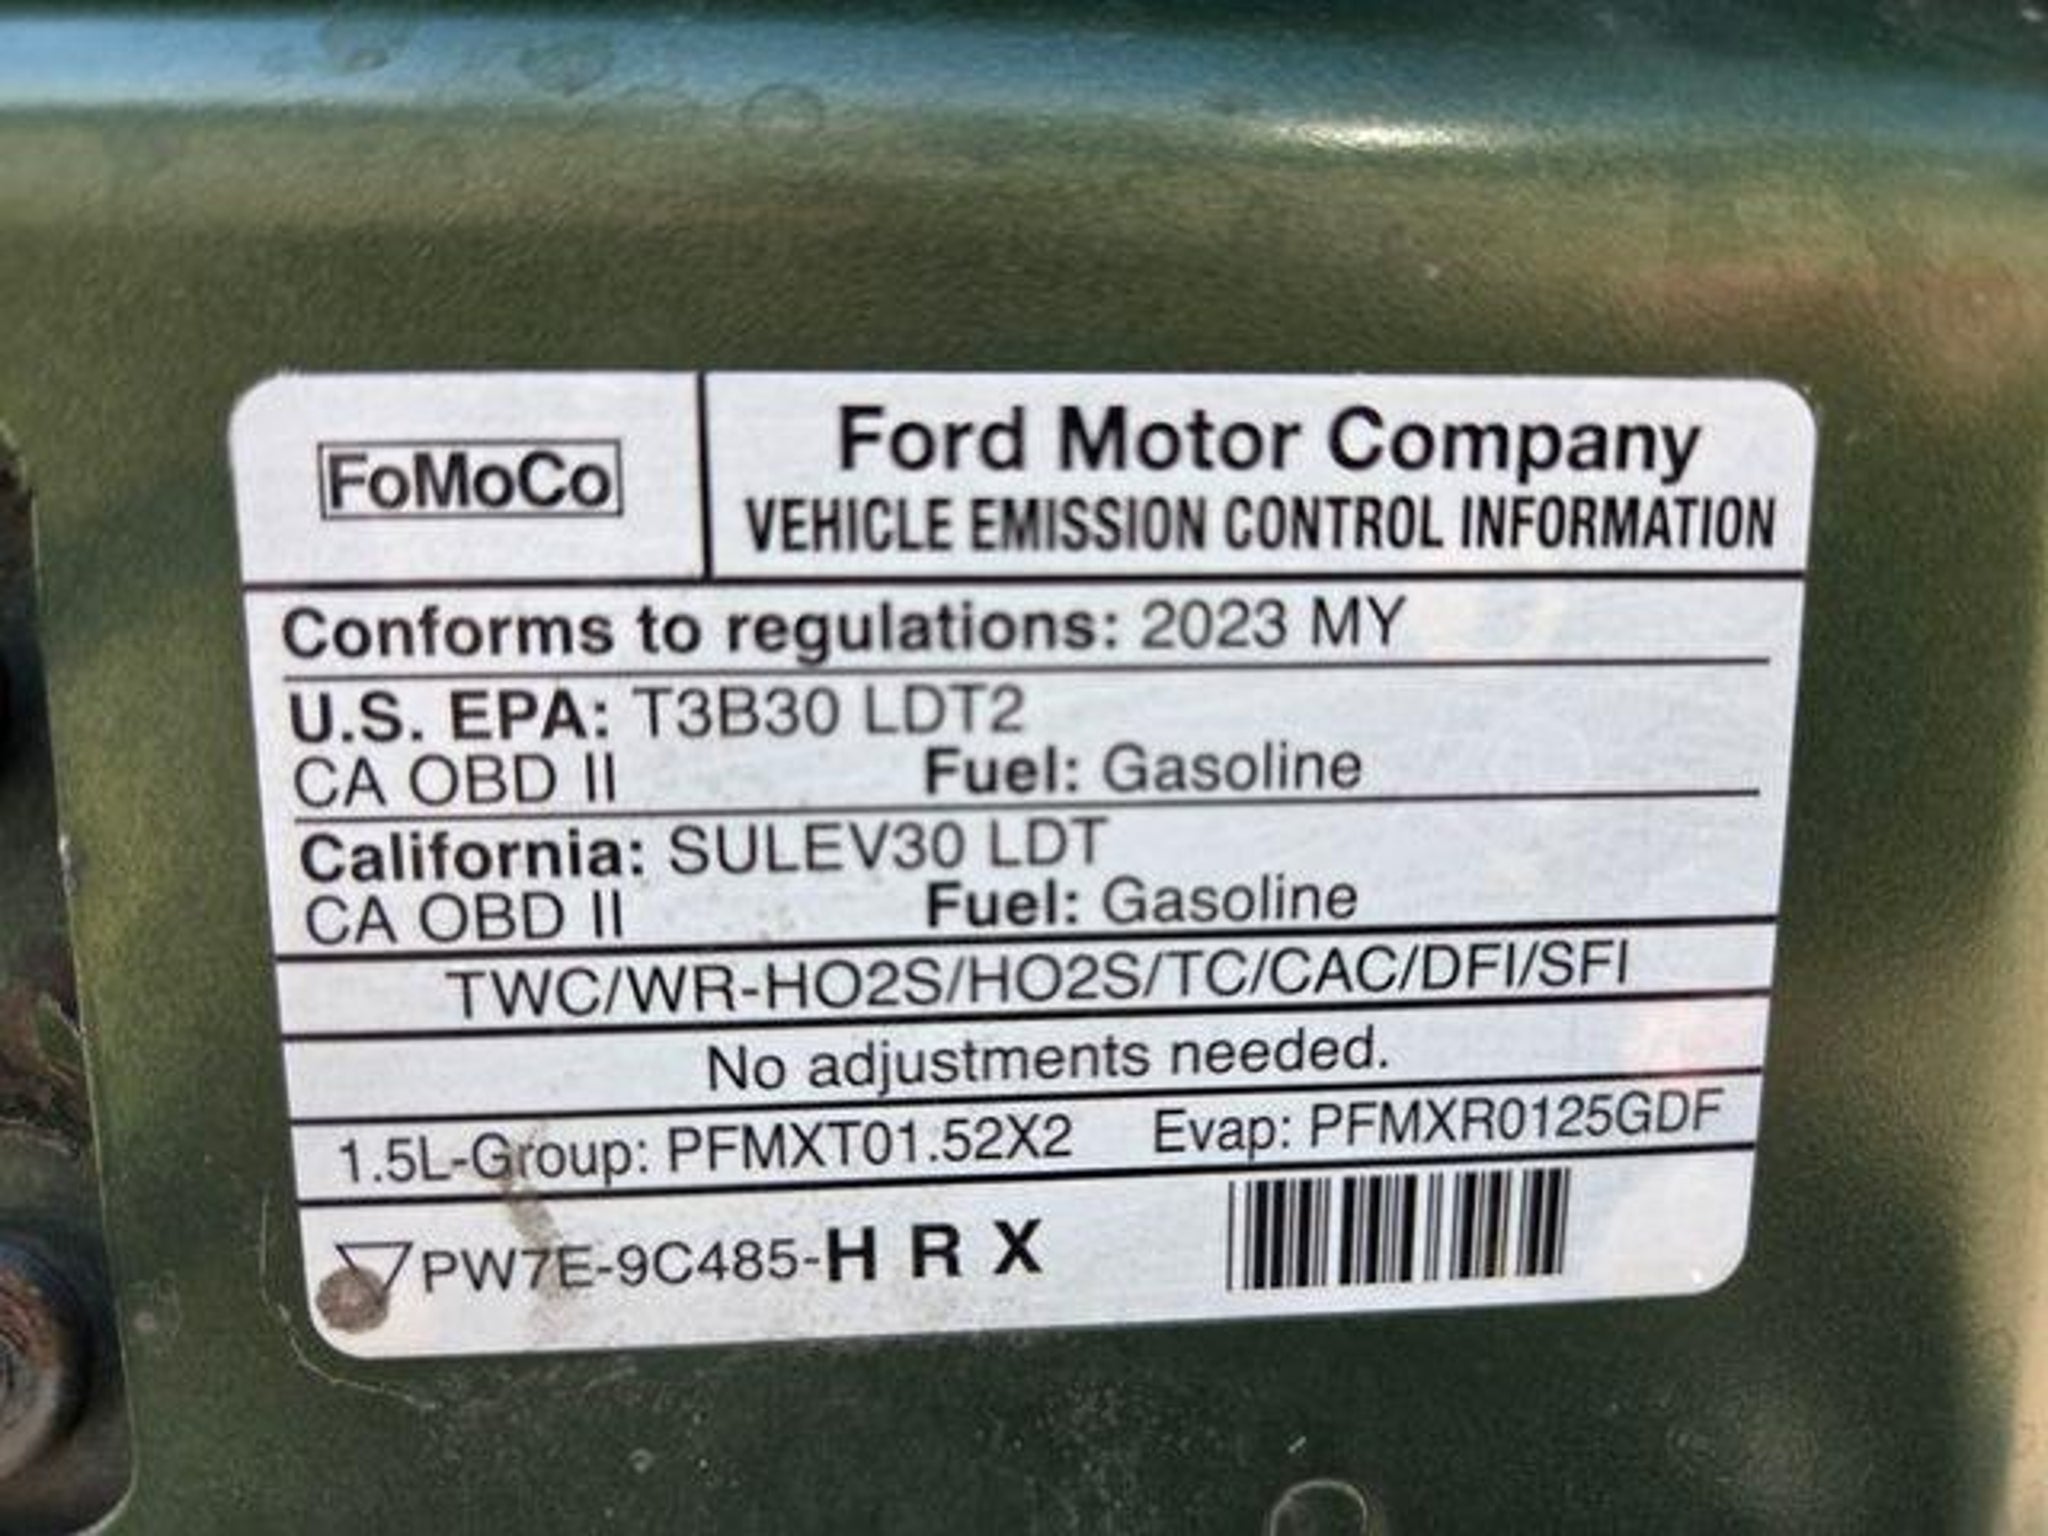 FoMoCo
Ford Motor Company
VEHICLE EMISSION CONTROL INFORMATION
Conforms to regulations: 2023 MY
U.S. EPA: T3B30 LDT2
CA OBD II Fuel: Gasoline
California: SULEV30 LDT
CA OBD II Fuel: Gasoline
TWC/WR-HO2S/HO2S/TC/CAC/DFI/SFI
No adjustments needed.
1.5L-Group: PFMXT01.52X2 Evap: PFMXR0125GDF
PW7E-9C485-H R X